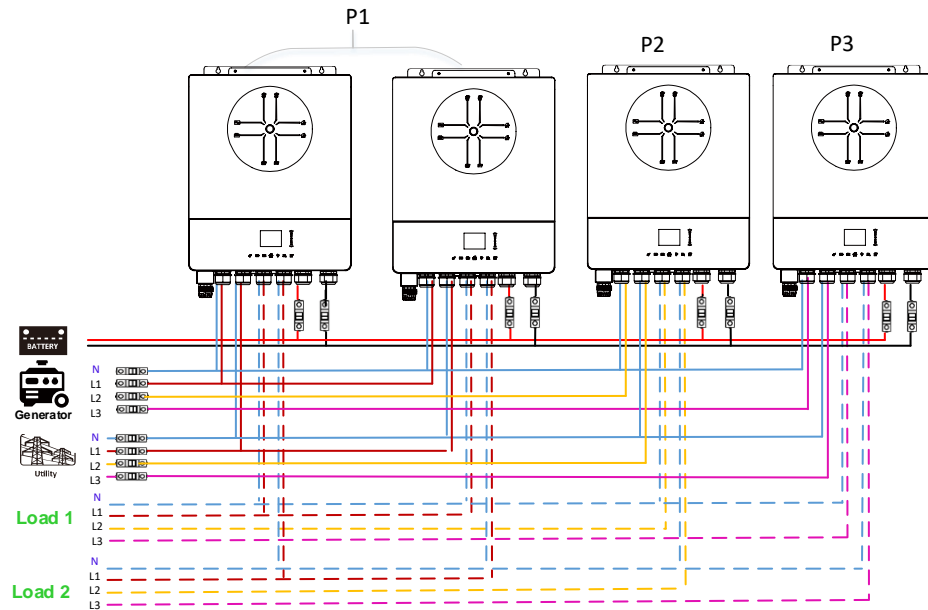 P1
P2
P3
BATTERY
Generator
N
L1
L2
L3
Utility
N
L1
L2
L3
Load 1
N
L1
L2
L3
Load 2
N
L1
L2
L3